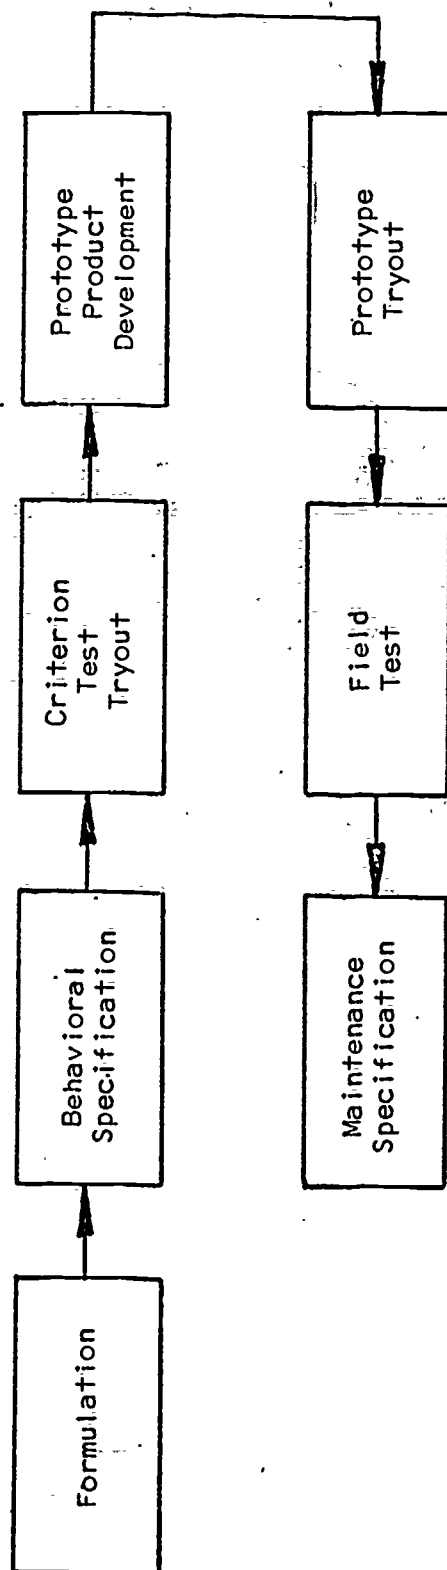 Formulation
Behavioral
Specification
Criterion
Test
Tryout
Prototype
Product
Development
Prototype
Tryout
Field
Test
Maintenance
Specification